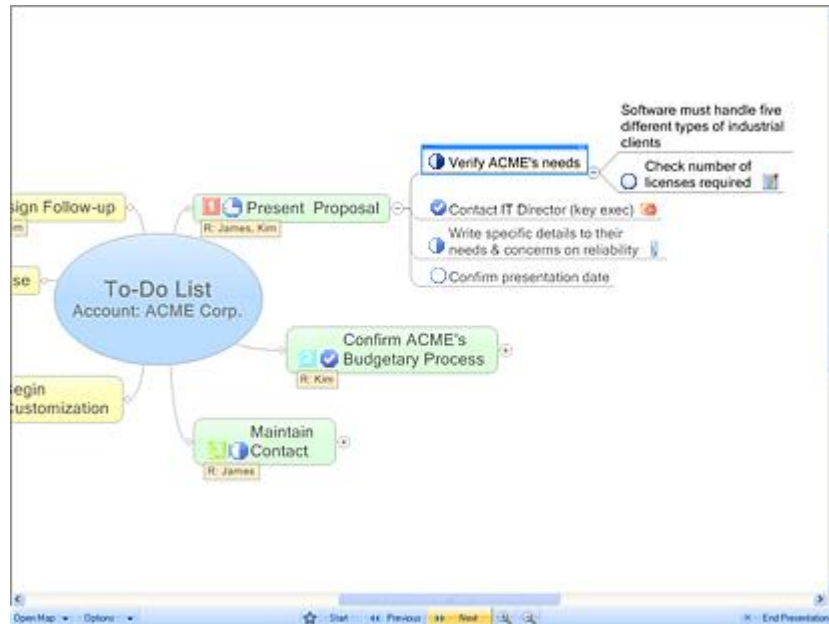 Software must handle five
different types of industrial
clients
Verify ACME's needs
Check number of
licenses required
sign Follow-up
Present Proposal
Contact IT Director (key exec)
R: James, Kim
Write specific details to their
needs & concerns on reliability
se
To-Do List
Account: ACME Corp.
Confirm presentation date
Confirm ACME's
Budgetary Process
R: Kim
Begin
Customization
Maintain
Contact
R: James
Open Map Options Start Previous Next End Presentation